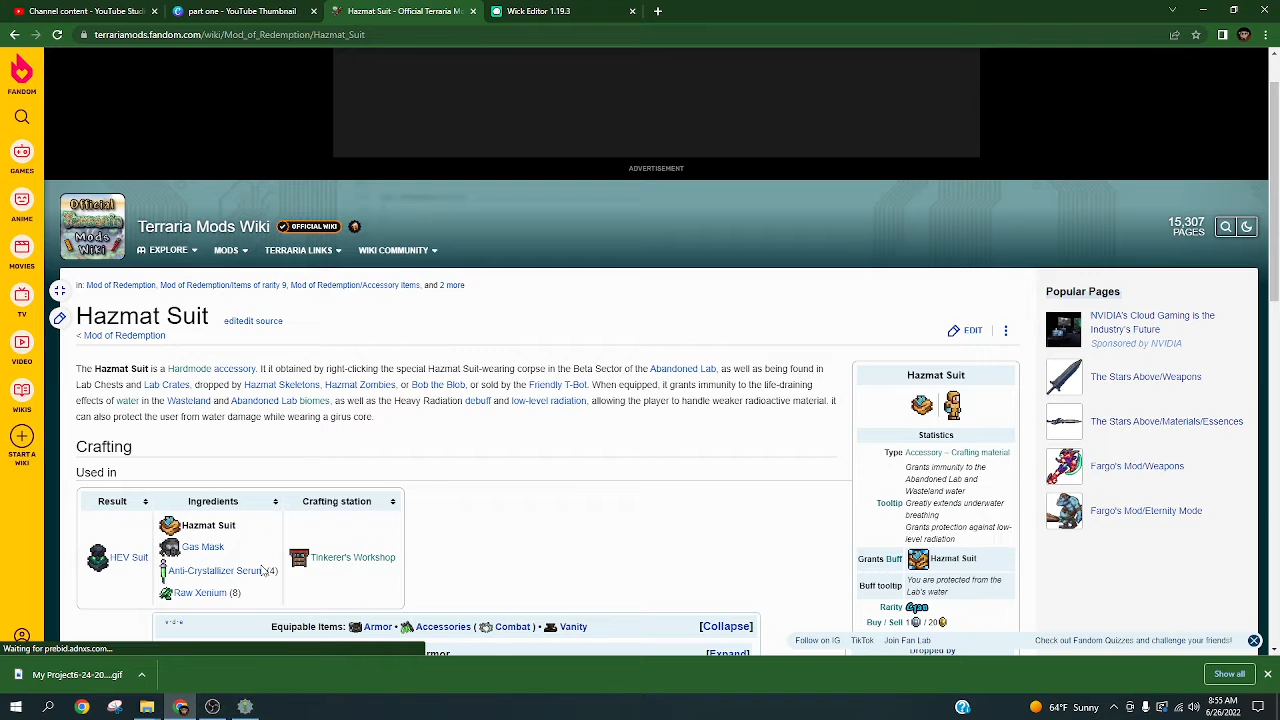 content - YouTube Studi
perl one - YouTube
Hazmat Suit - Official Terraria Mod
Wick Editor 1.19.3
terrariamods.fandom.com/wiki/Mod_of_Redemption/Hazmat_Suit
FANDOM
GAMES
ANIME
MOVIES
TV
VIDEO
WIKIS
START A
WIKI
ADVERTISEMENT
Official
Terraria
Mods
Wiki
Terraria Mods Wiki
OFFICIAL WIKI
15,307
PAGES
EXPLORE
MODS
TERRARIA LINKS
WIKI COMMUNITY
in: Mod of Redemption, Mod of Redemption/Items of rarity 9, Mod of Redemption/Accessory items, and 2 more
Hazmat Suit
editedit source
EDIT
< Mod of Redemption
The Hazmat Suit is a Hardmode accessory. It it obtained by right-clicking the special Hazmat Suit-wearing corpse in the Beta Sector of the Abandoned Lab, as well as being found in
Lab Chests and Lab Crates, dropped by Hazmat Skeletons, Hazmat Zombies, or Bob the Blob, or sold by the Friendly T-Bot. When equipped, it grants immunity to the life-draining
effects of water in the Wasteland and Abandoned Lab biomes, as well as the Heavy Radiation debuff and low-level radiation, allowing the player to handle weaker radioactive material. it
can also protect the user from water damage while wearing a girus core.
Crafting
Used in
Result
Ingredients
Crafting station
HEV Suit
Hazmat Suit
Gas Mask
Anti-Crystallizer Serum (4)
Raw Xenium (8)
Tinkerer's Workshop
v·d·e
Equipable Items: Armor • Accessories ( Combat ) • Vanity
[Collapse]
Armor
[Expand]
Hazmat Suit
Statistics
Type Accessory – Crafting material
Tooltip
Grants immunity to the
Abandoned Lab and
Wasteland water
Greatly extends underwater
breathing
Grants protection against low-
level radiation
Grants Buff Hazmat Suit
Buff tooltip You are protected from the
Lab's water
Rarity Cyan
Buy / Sell 1 / 20
Dropped by
Popular Pages
NVIDIA's Cloud Gaming is the
Industry's Future
Sponsored by NVIDIA
The Stars Above/Weapons
The Stars Above/Materials/Essences
Fargo's Mod/Weapons
Fargo's Mod/Eternity Mode
Follow on IG
TikTok
Join Fan Lab
Check out Fandom Quizzes and challenge your friends!
Waiting for prebid.adnxs.com...
My Project6-24-20....gif
Show all
84°F Sunny
8:55 AM
6/26/2022